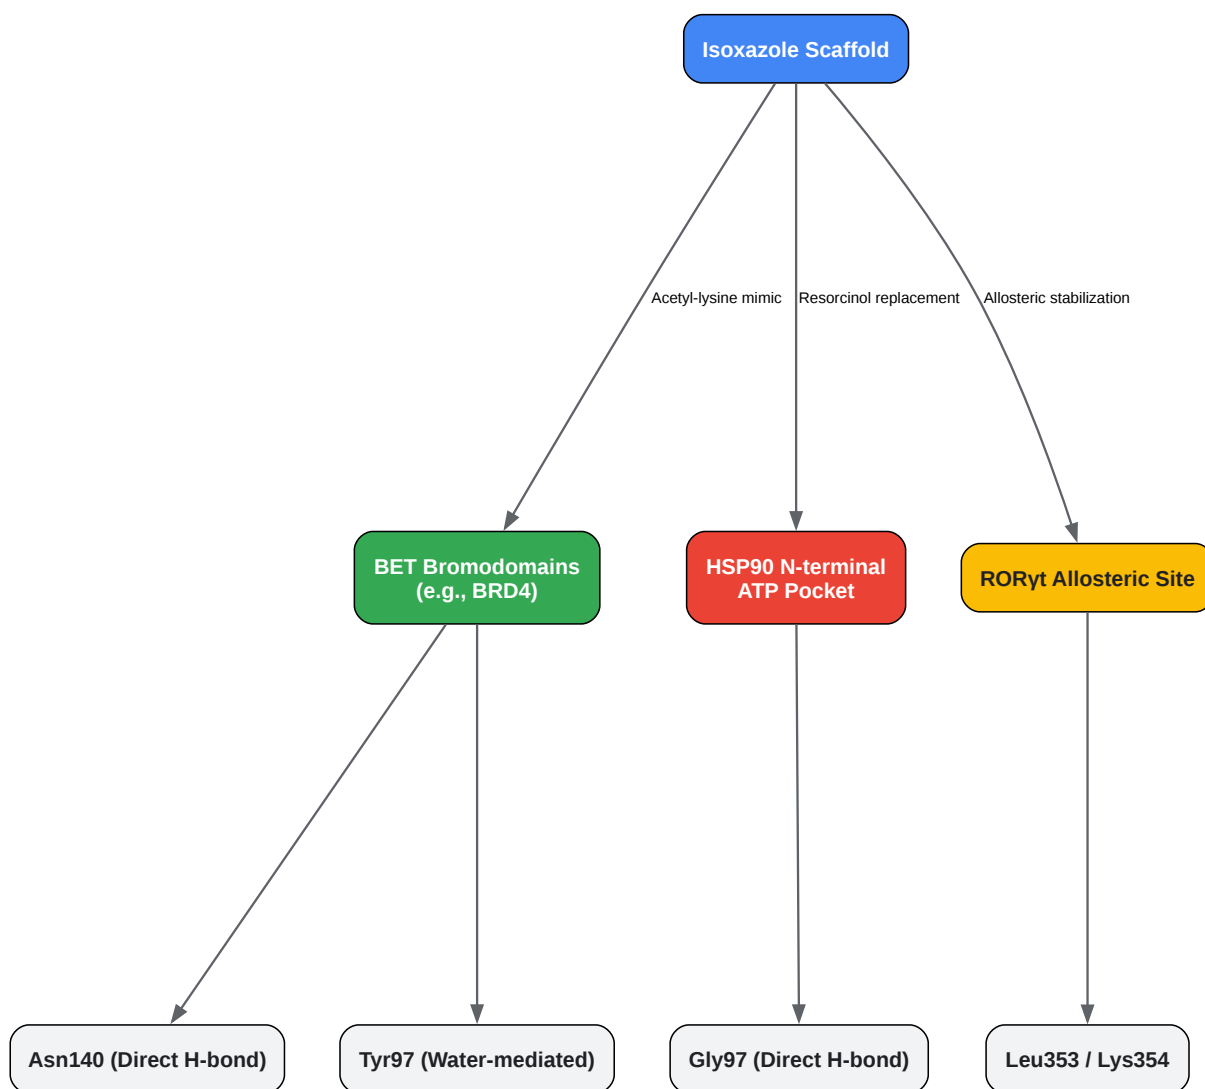 Isoxazole Scaffold
Acetyl-lysine mimic
Resorcinol replacement
Allosteric stabilization
BET Bromodomains
(e.g., BRD4)
HSP90 N-terminal
ATP Pocket
RORγt Allosteric Site
Asn140 (Direct H-bond)
Tyr97 (Water-mediated)
Gly97 (Direct H-bond)
Leu353 / Lys354